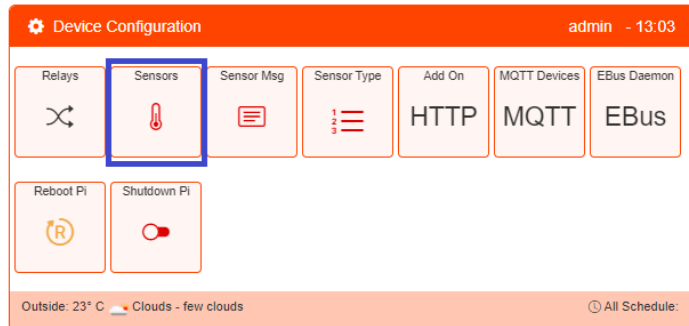 Device Configuration admin - 13:03
Relays Sensors Sensor Msg Sensor Type Add On MQTT Devices EBus Daemon
1
2
3
HTTP MQTT EBus
Reboot Pi Shutdown Pi
R
Outside: 23° C Clouds - few clouds All Schedule: